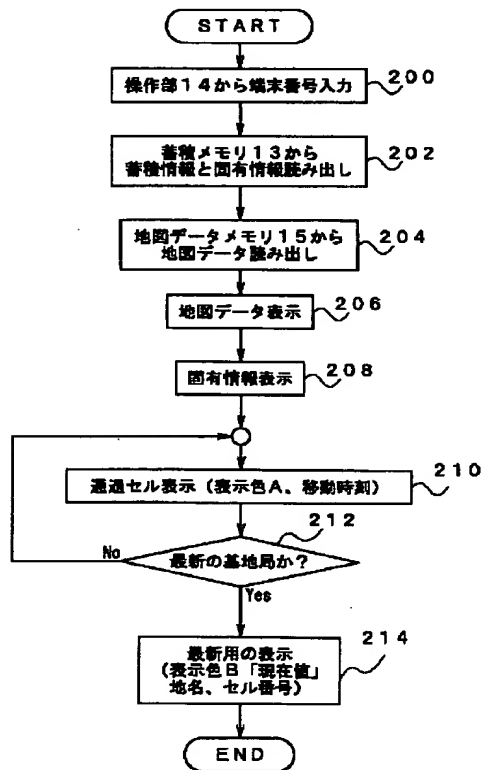 START
操作部14から端末番号入力
200
蓄積メモリ13から
蓄積情報と固有情報読み出し
202
地図データメモリ15から
地図データ読み出し
204
地図データ表示
206
固有情報表示
208
通過セル表示(表示色A、移動時刻)
210
212
最新の基地局か?
No
Yes
最新用の表示
(表示色B「現在値」
地名、セル番号)
214
END